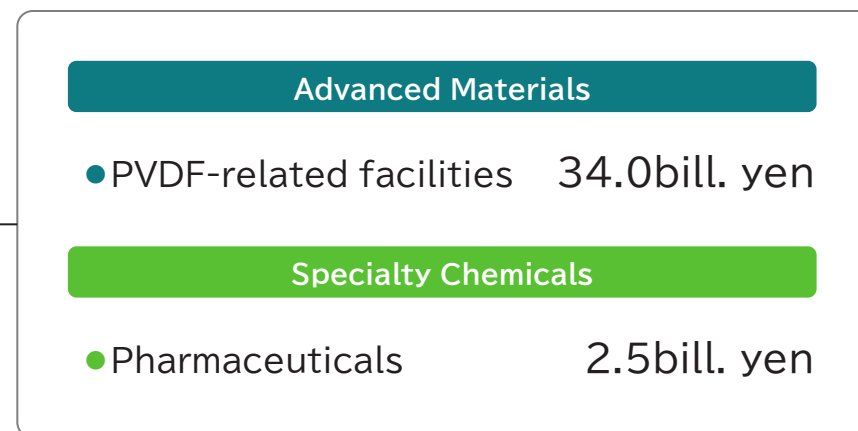 Advanced Materials
●PVDF-related facilities 34.0bill. yen
Specialty Chemicals
●Pharmaceuticals 2.5bill. yen